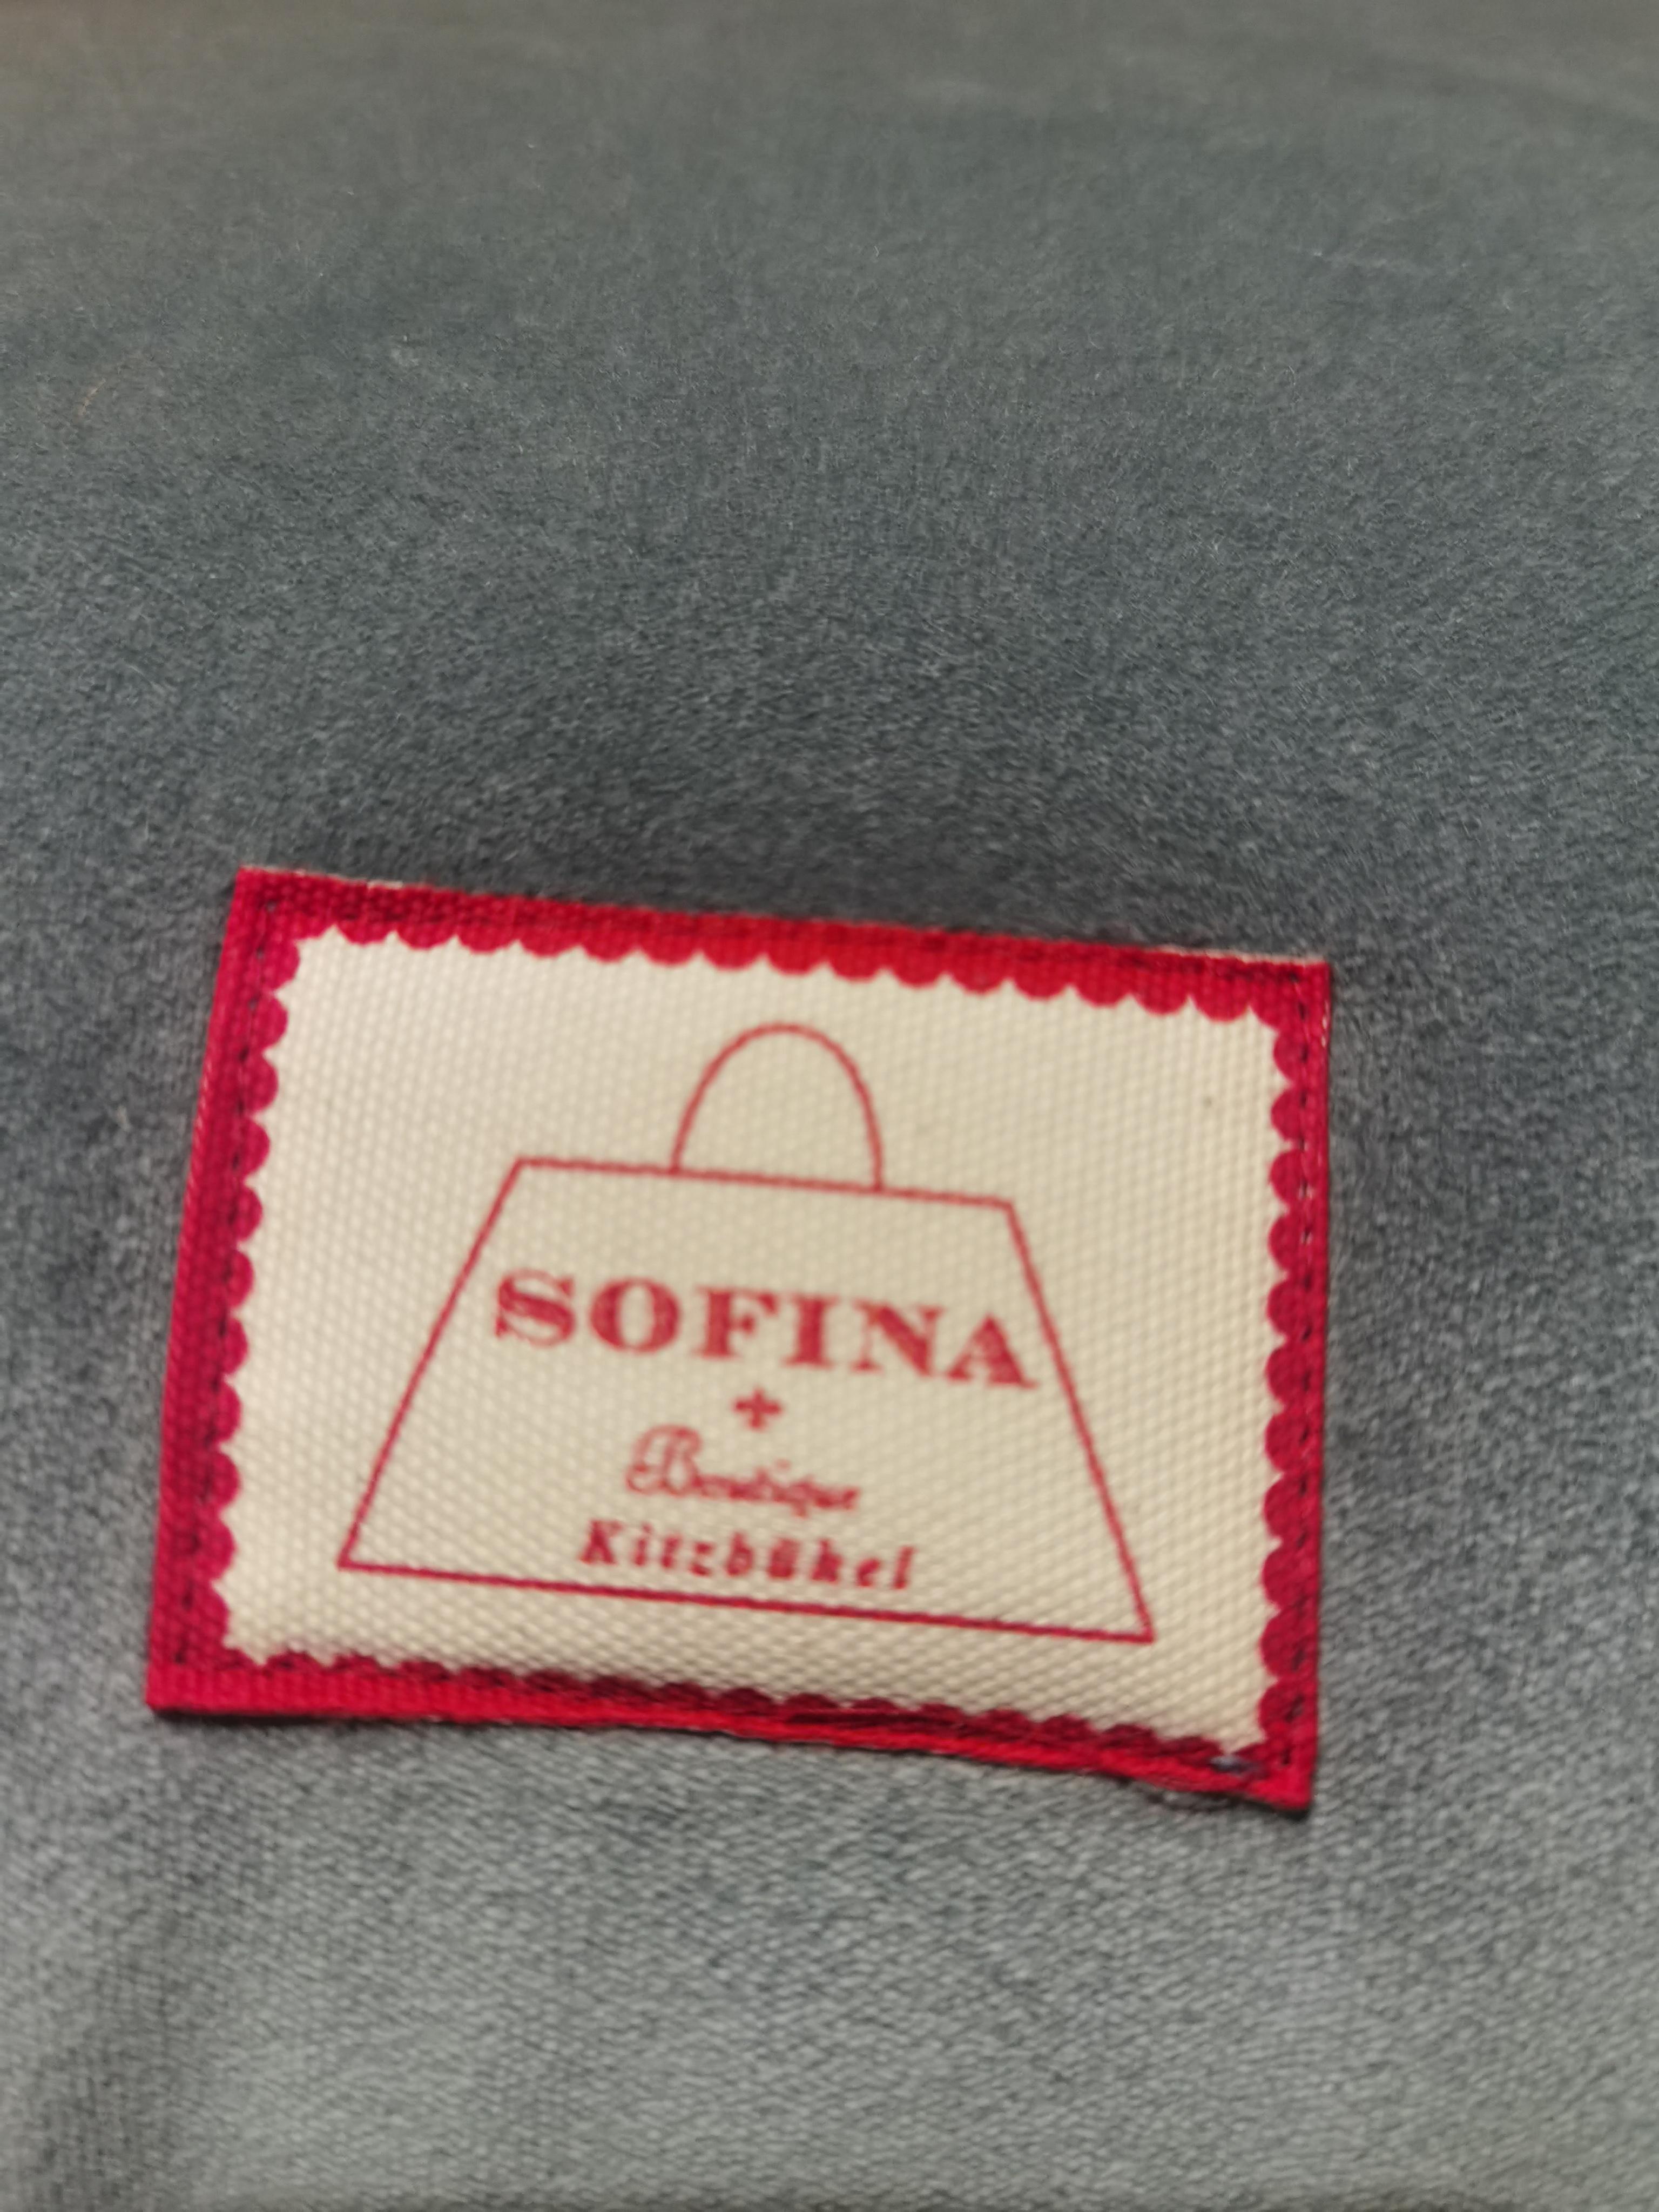 SOFINA
+
Boutique
Kitzbühel